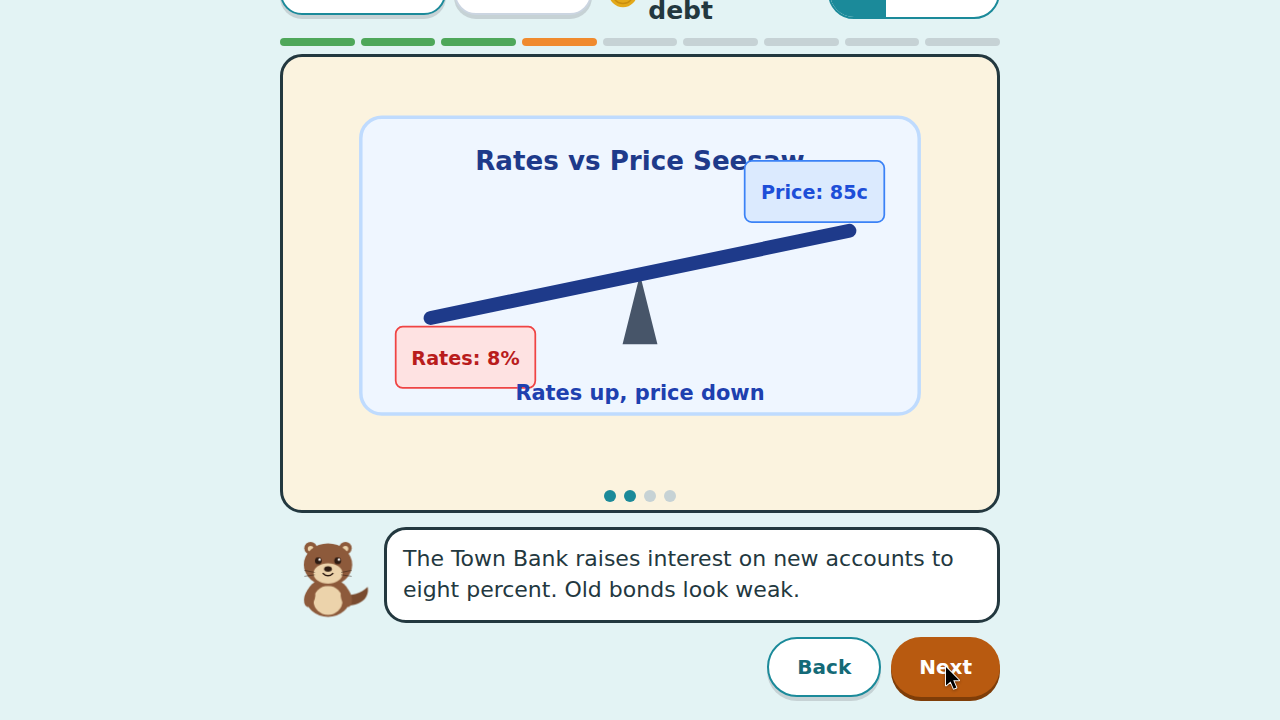 debt
Rates vs Price Seesaw
Price: 85c
Rates: 8%
Rates up, price down
The Town Bank raises interest on new accounts to
eight percent. Old bonds look weak.
Back
Next